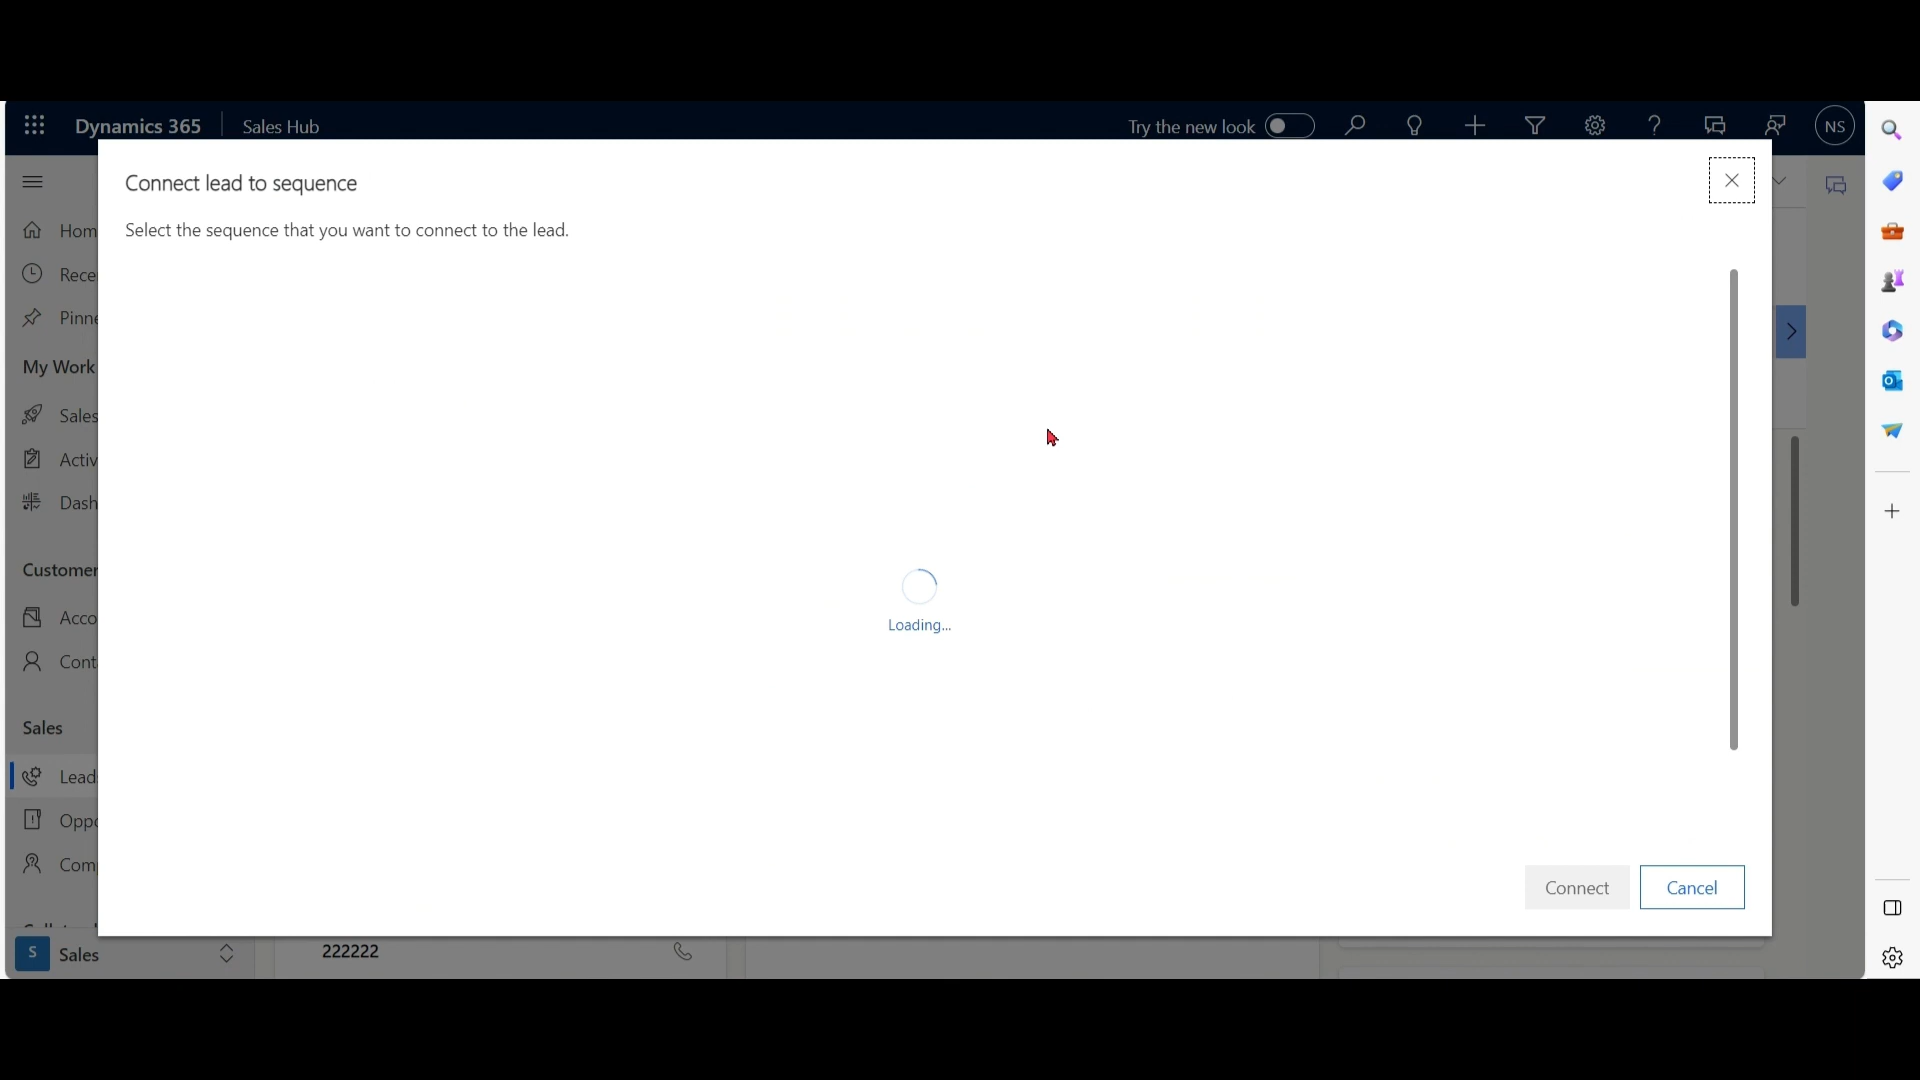 Dynamics 365
Sales Hub
Try the new look
NS
Connect lead to sequence
Select the sequence that you want to connect to the lead.
Hom
Rece
Pinne
My Work
Sales
Activ
Dash
Customer
Acco
Cont
Sales
Lead
Oppo
Comp
Loading...
Connect
Cancel
S
Sales
222222